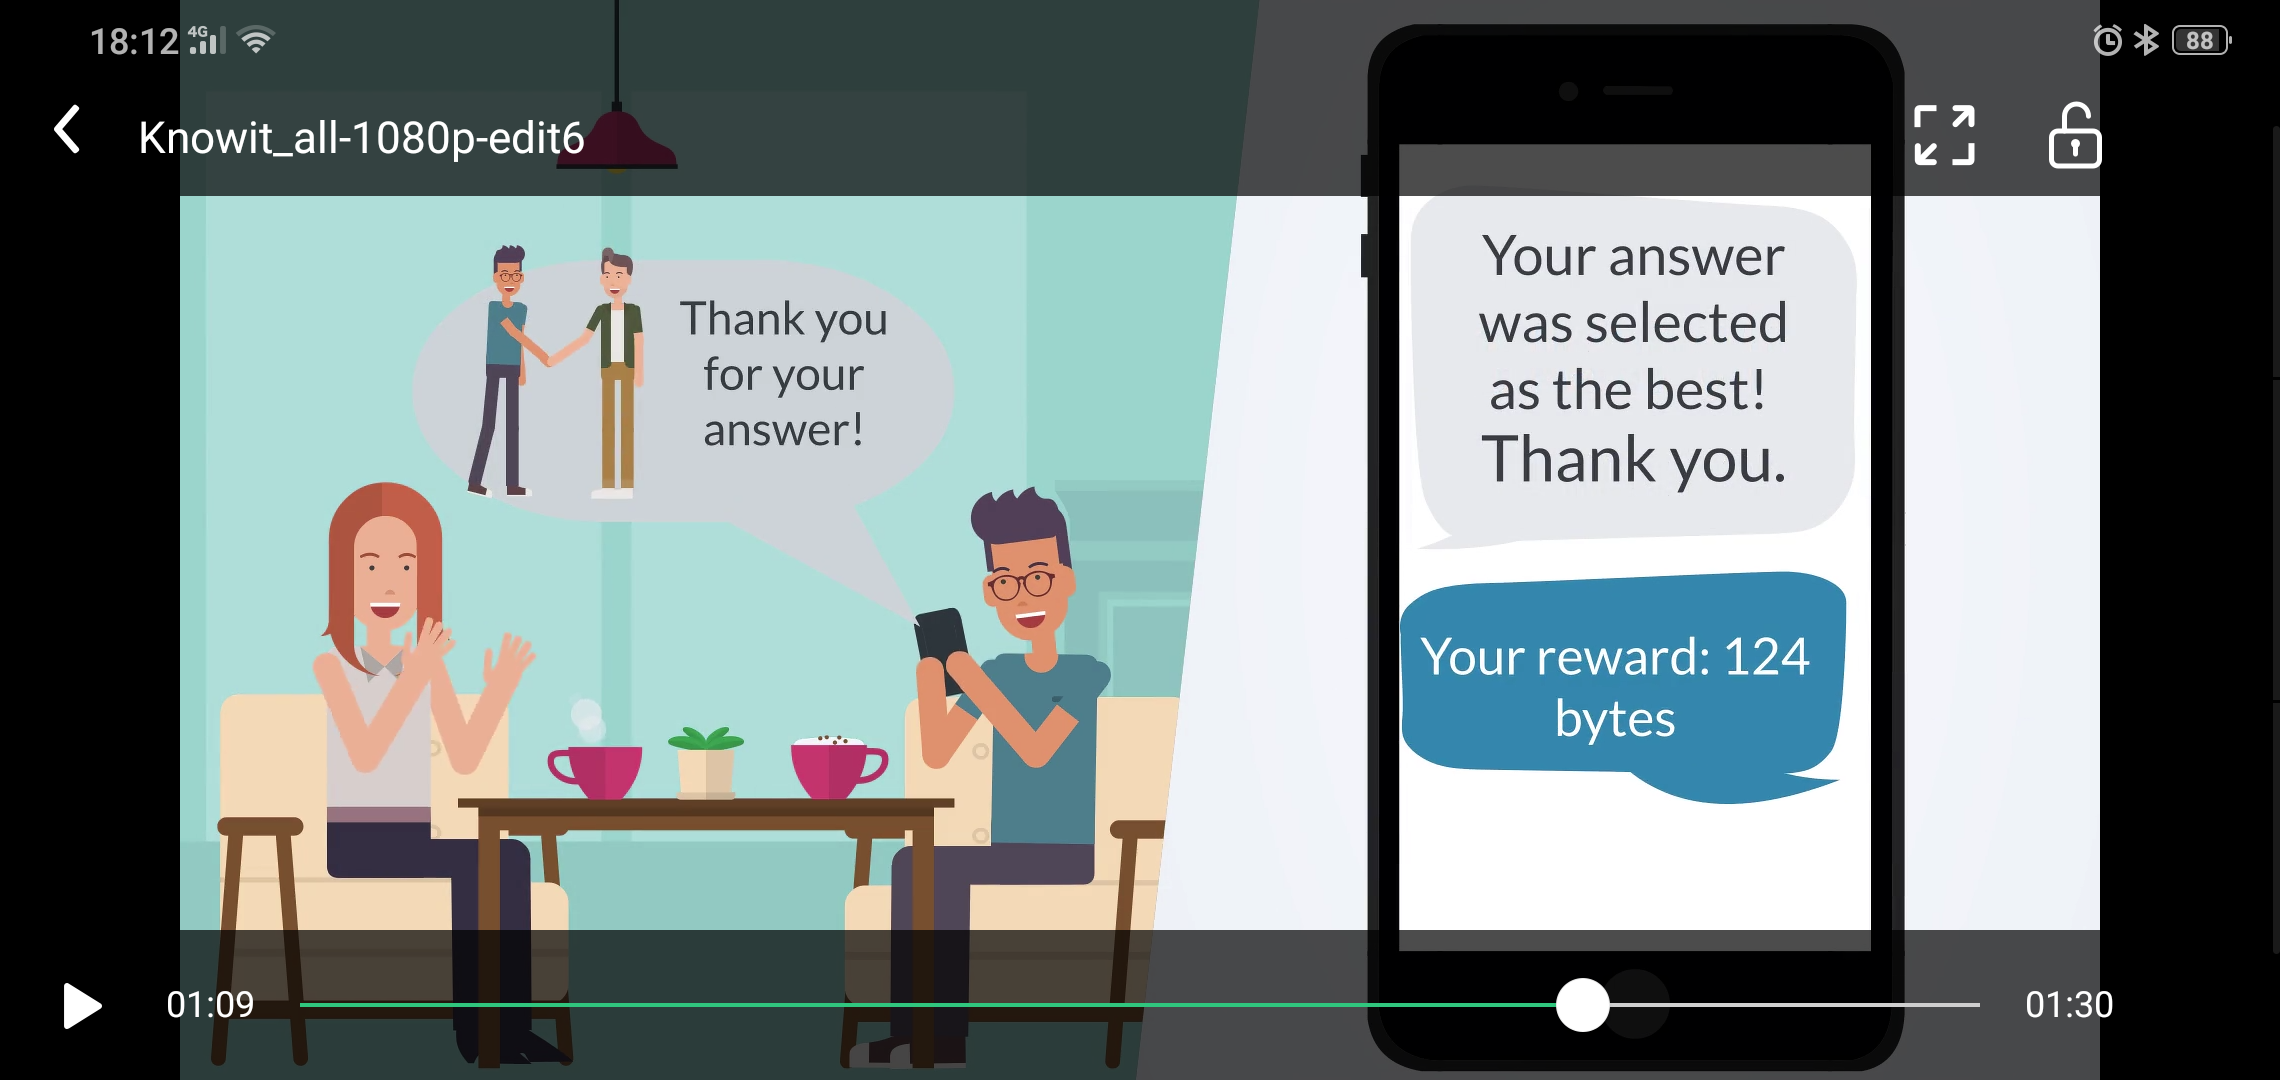 18:12 4G
88
Knowit_all-1080p-edit6
Thank you
for your
answer!
Your answer
was selected
as the best!
Thank you.
Your reward: 124
bytes
01:09
01:30